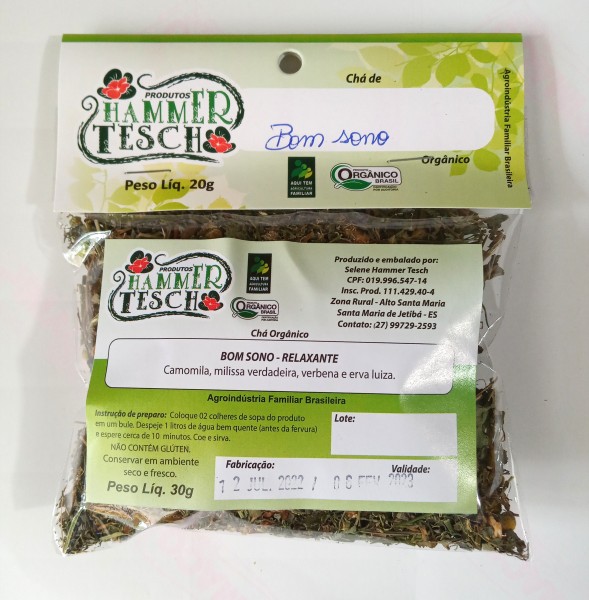 PRODUTOS
HAMMER
TESCH
Peso Líq. 20g
Chá de
Bom sono
Orgânico
AQUI TEM
AGRICULTURA
FAMILIAR
ORGÂNICO
BRASIL
Agroindústria Familiar Brasileira
PRODUTOS
HAMMER
TESCH
AQUI TEM
AGRICULTURA
FAMILIAR
ORGÂNICO
BRASIL
Produzido e embalado por:
Selene Hammer Tesch
CPF: 019.996.547-14
Insc. Prod. 111.429.40-4
Zona Rural - Alto Santa Maria
Santa Maria de Jetibá - ES
Contato: (27) 99729-2593
Chá Orgânico
BOM SONO - RELAXANTE
Camomila, milissa verdadeira, verbena e erva luiza.
Agroindústria Familiar Brasileira
Instrução de preparo: Coloque 02 colheres de sopa do produto
em um bule. Despeje 1 litros de água bem quente (antes da fervura)
e espere cerca de 10 minutos. Coe e sirva.
NÃO CONTÉM GLÚTEN.
Conservar em ambiente
seco e fresco.
Peso Líq. 30g
Lote:
Fabricação: Validade:
12 JUL. 2022 / 06 FEV 2023